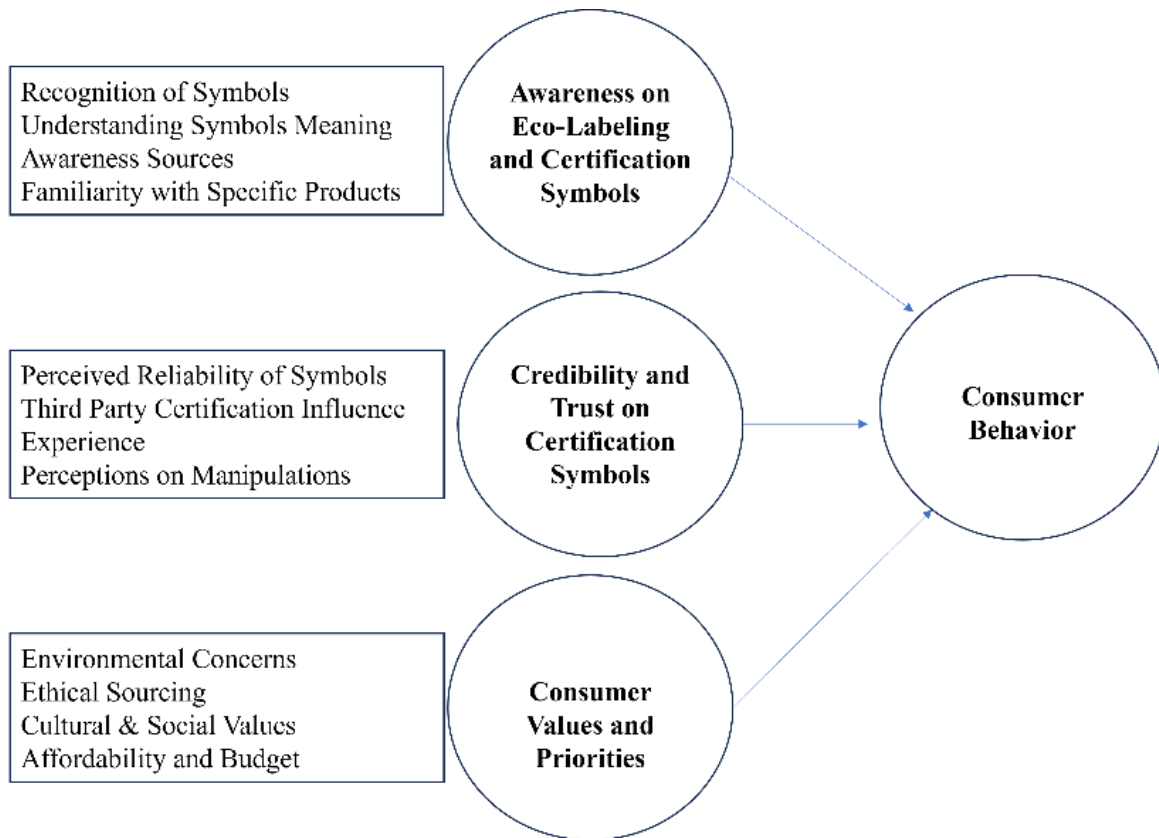 Recognition of Symbols
Understanding Symbols Meaning
Awareness Sources
Familiarity with Specific Products
Awareness on
Eco-Labeling
and Certification
Symbols
Perceived Reliability of Symbols
Third Party Certification Influence
Experience
Perceptions on Manipulations
Credibility and
Trust on
Certification
Symbols
Consumer
Behavior
Environmental Concerns
Ethical Sourcing
Cultural & Social Values
Affordability and Budget
Consumer
Values and
Priorities